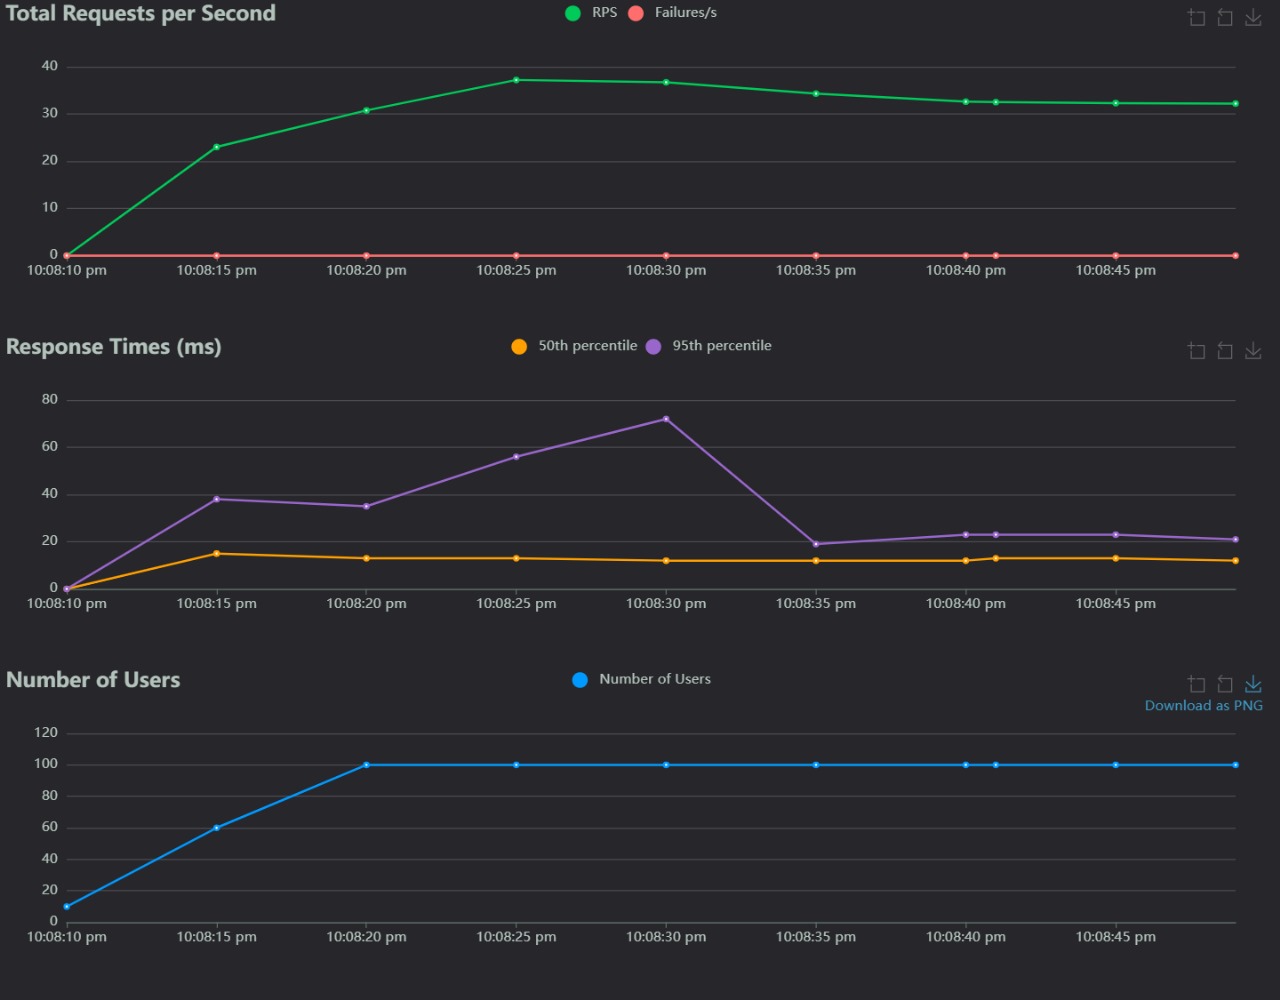 Total Requests per Second
RPS Failures/s
40
30
20
10
0
10:08:10 pm 10:08:15 pm 10:08:20 pm 10:08:25 pm 10:08:30 pm 10:08:35 pm 10:08:40 pm 10:08:45 pm
Response Times (ms)
50th percentile 95th percentile
80
60
40
20
0
10:08:10 pm 10:08:15 pm 10:08:20 pm 10:08:25 pm 10:08:30 pm 10:08:35 pm 10:08:40 pm 10:08:45 pm
Number of Users
Number of Users
Download as PNG
120
100
80
60
40
20
0
10:08:10 pm 10:08:15 pm 10:08:20 pm 10:08:25 pm 10:08:30 pm 10:08:35 pm 10:08:40 pm 10:08:45 pm